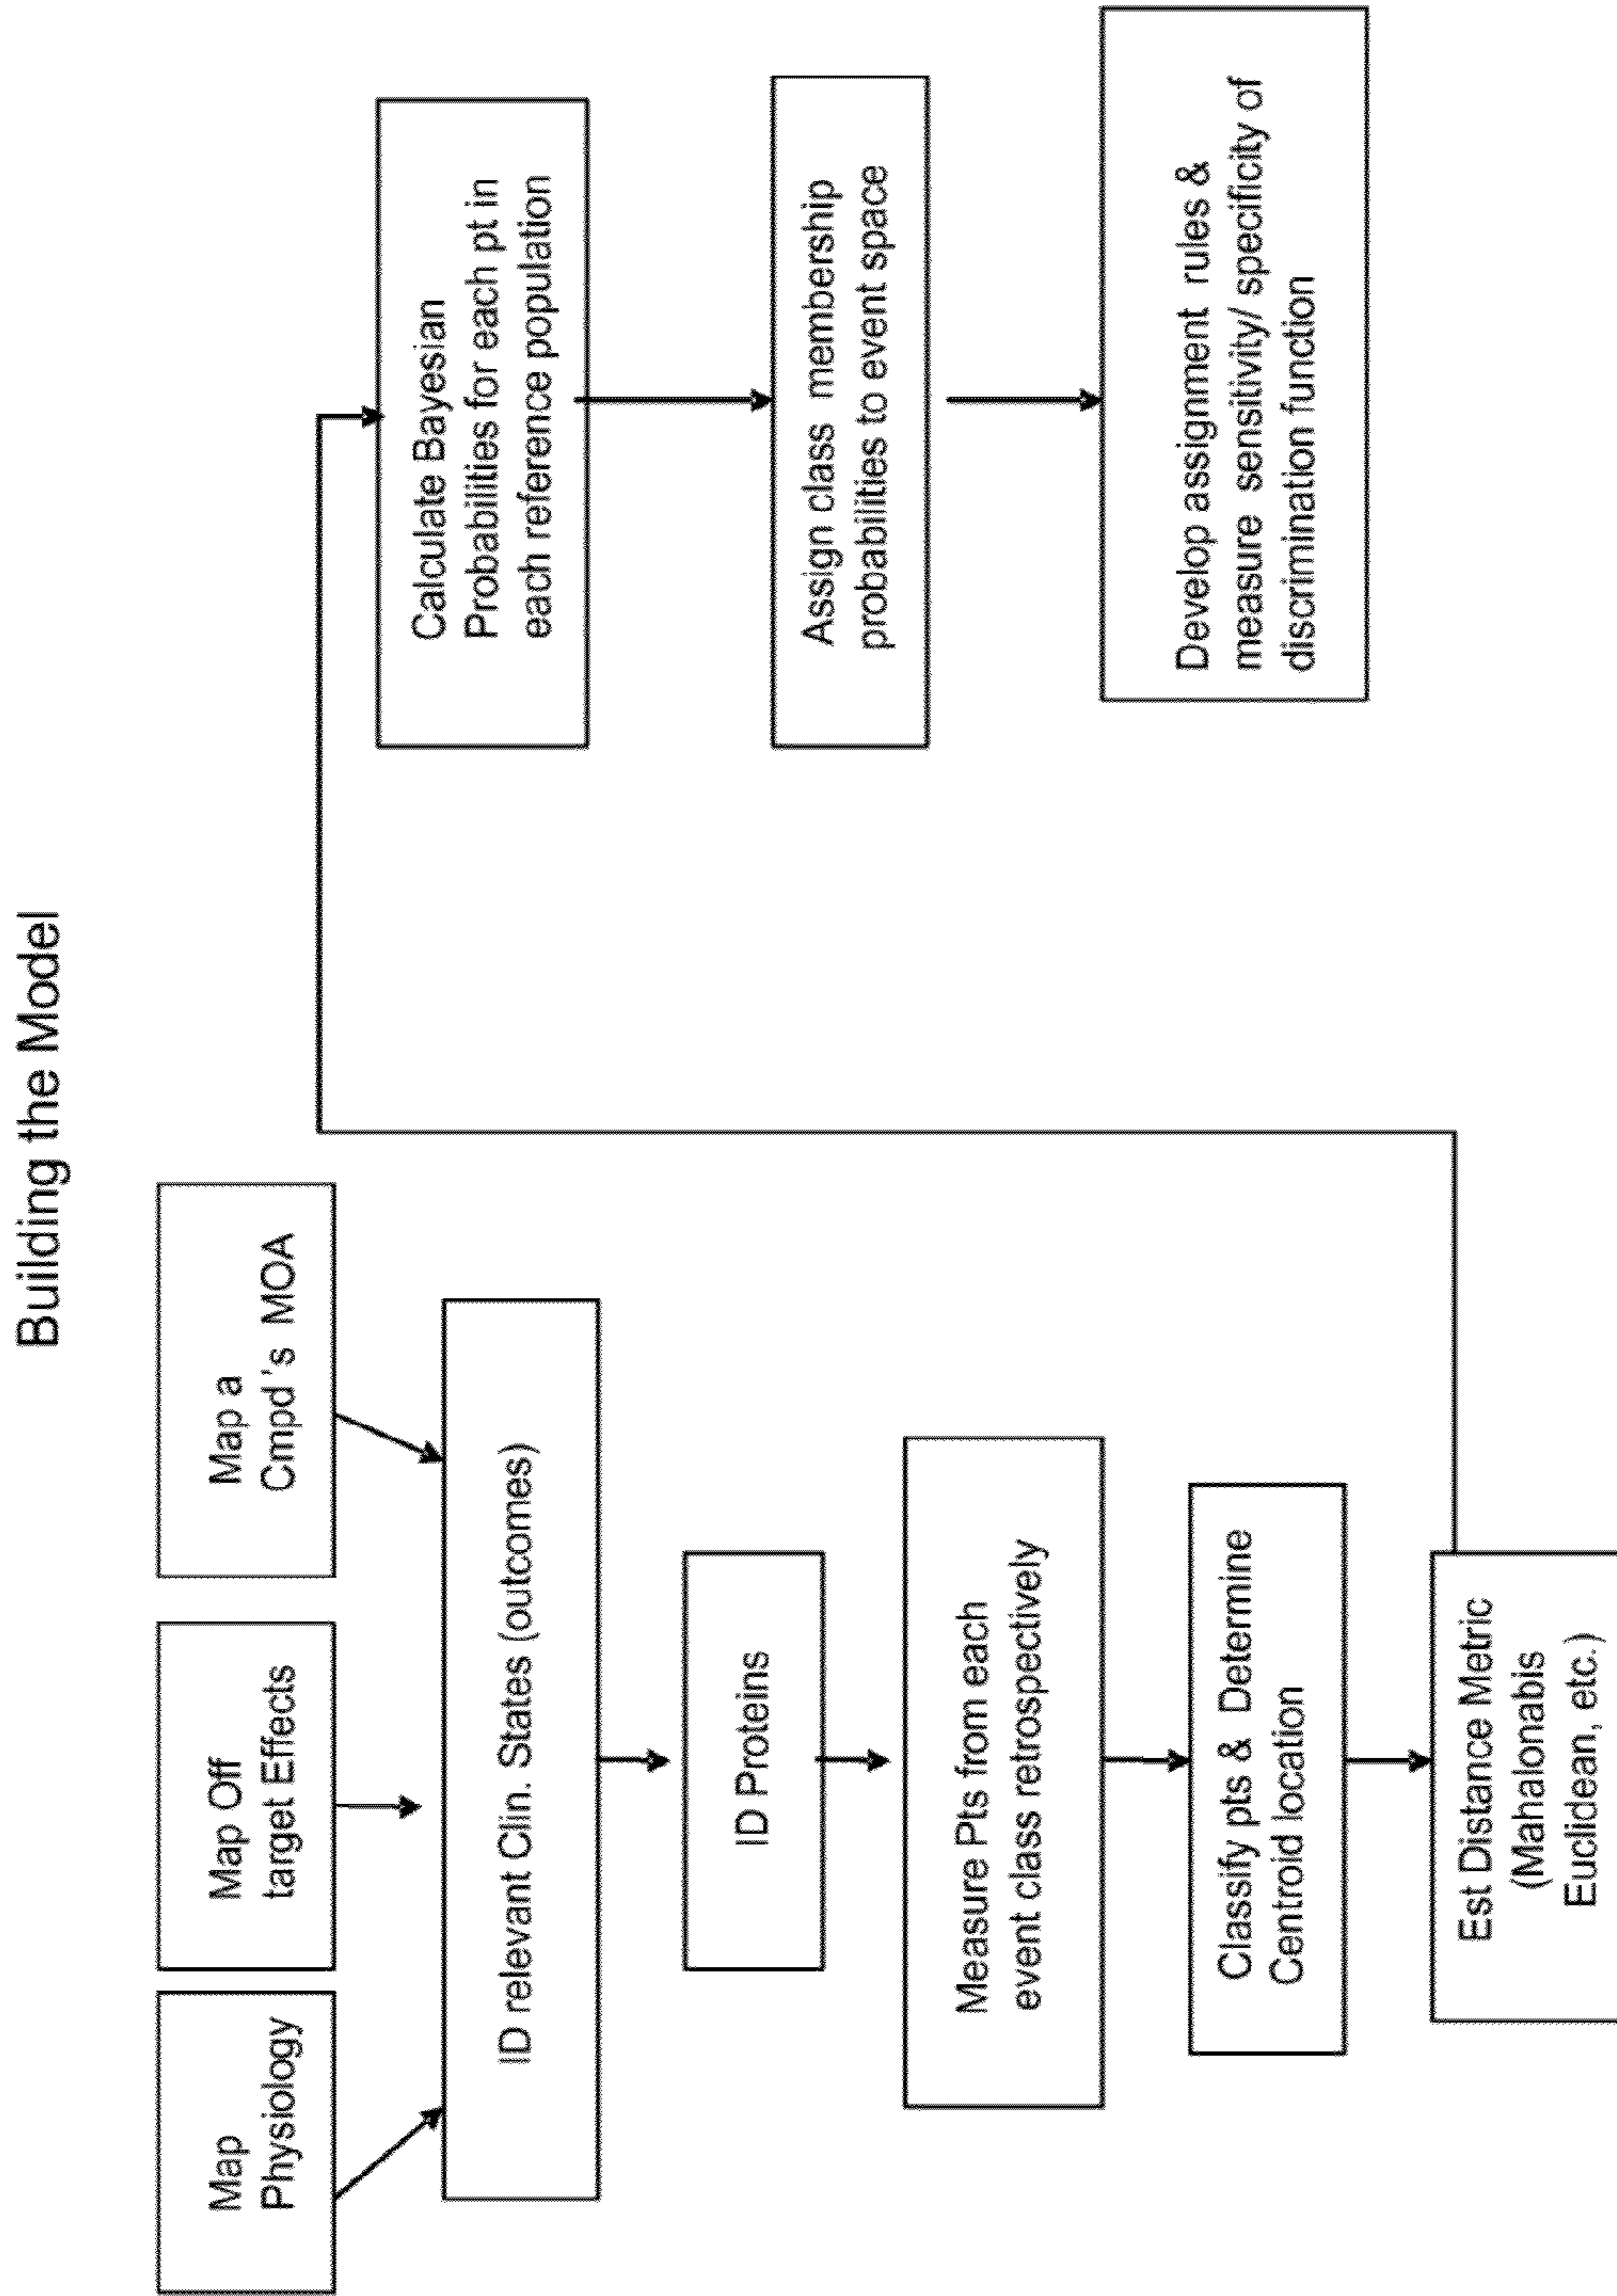 Building the Model
Map
Physiology
Map Off
target Effects
Map a
Cmpd's MOA
ID relevant Clin. States (outcomes)
ID Proteins
Measure Pts from each
event class retrospectively
Classify pts & Determine
Centroid location
Est Distance Metric
(Mahalonabis
Euclidean, etc.)
Calculate Bayesian
Probabilities for each pt in
each reference population
Assign class membership
probabilities to event space
Develop assignment rules &
measure sensitivity/ specificity of
discrimination function